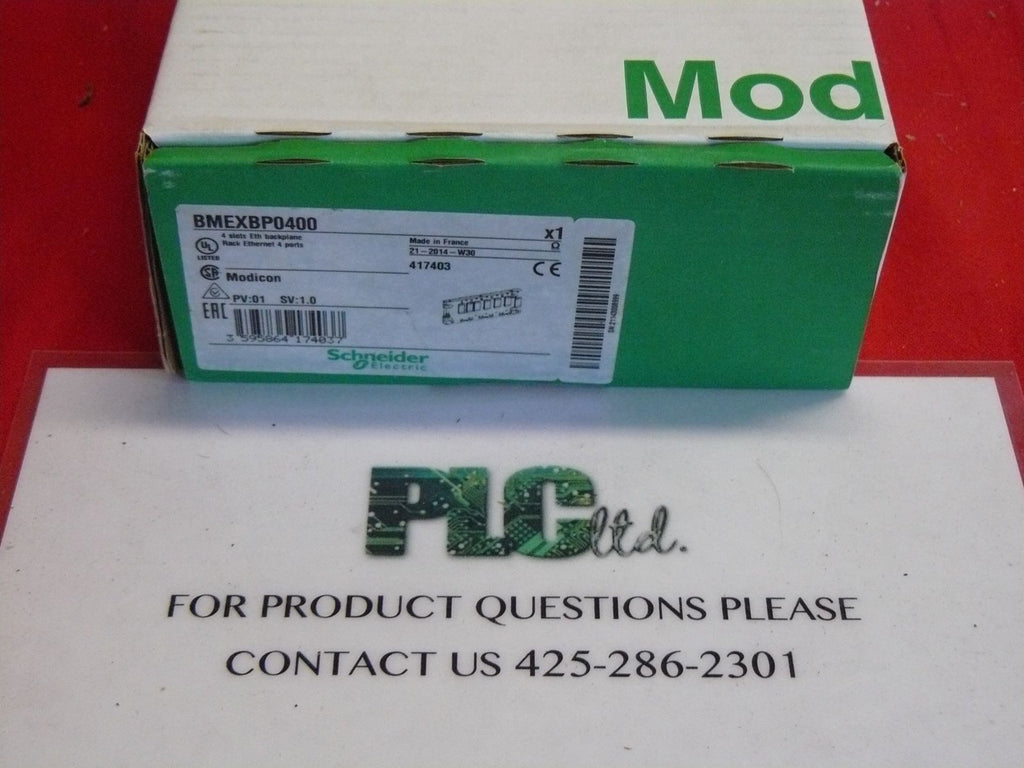 Mod
BMEXBP0400
4 slots Eth backplane
Rack Ethernet 4 ports
x1
Made in France
21-2014-W30
417403
UL
LISTED
CE
Modicon
PV:01 SV:1.0
EAC
3 595864 174037
Schneider
Electric
PLC ltd.
FOR PRODUCT QUESTIONS PLEASE
CONTACT US 425-286-2301